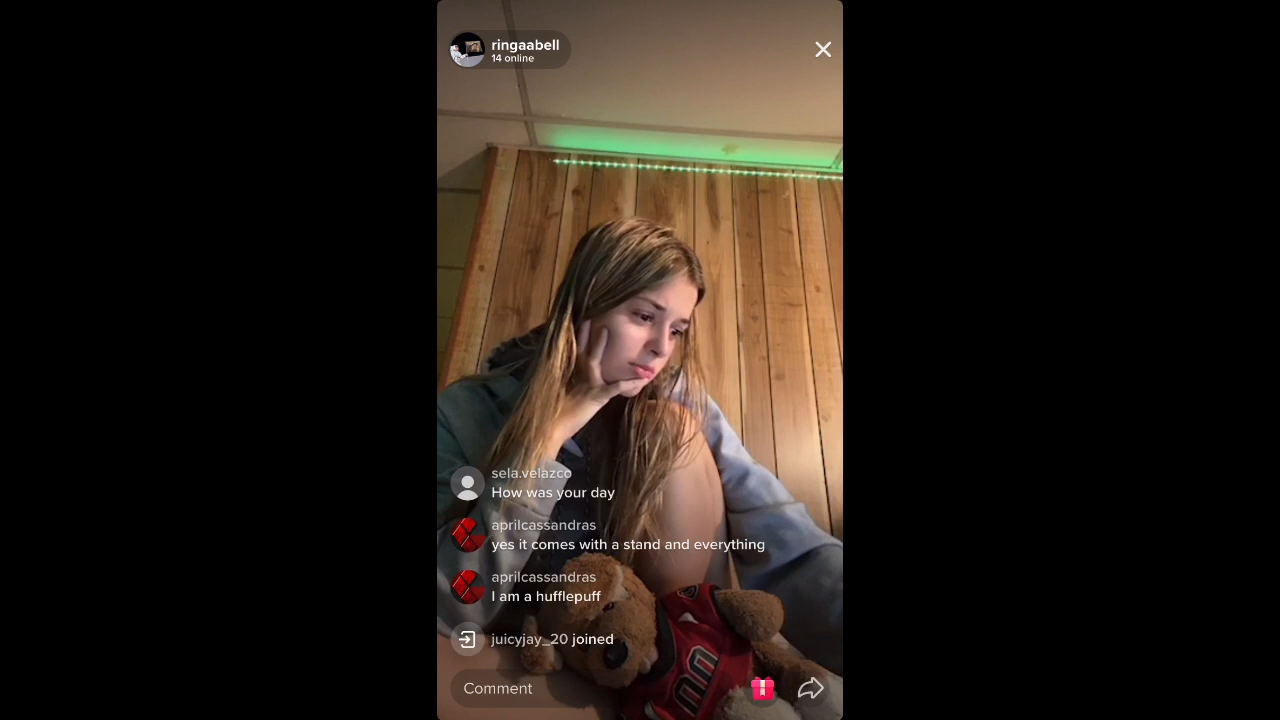 ringaabell
14 online
sela.velazco
How was your day
aprilcassandras
yes it comes with a stand and everything
aprilcassandras
I am a hufflepuff
juicyjay_20 joined
Comment